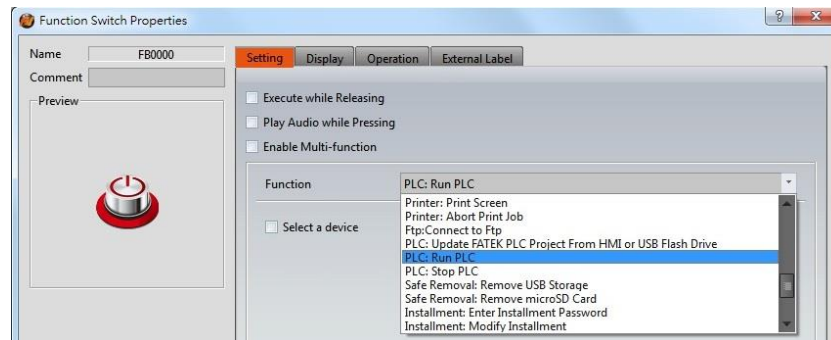 Function Switch Properties
Name FB0000
Comment
Preview
Setting Display Operation External Label
Execute while Releasing
Play Audio while Pressing
Enable Multi-function
Function PLC: Run PLC
Select a device
Printer: Print Screen
Printer: Abort Print Job
Ftp:Connect to Ftp
PLC: Update FATEK PLC Project From HMI or USB Flash Drive
PLC: Run PLC
PLC: Stop PLC
Safe Removal: Remove USB Storage
Safe Removal: Remove microSD Card
Installment: Enter Installment Password
Installment: Modify Installment